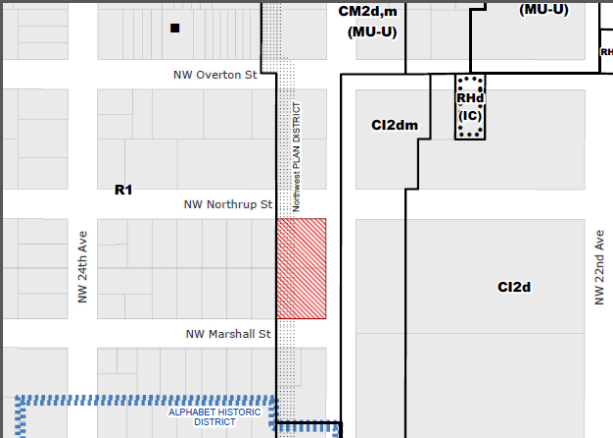 CM2d,m
(MU-U)
(MU-U)
RH
NW Overton St
RHd
(IC)
Northwest PLAN DISTRICT
CI2dm
R1
NW Northrup St
NW 24th Ave
NW 22nd Ave
CI2d
NW Marshall St
ALPHABET HISTORIC
DISTRICT